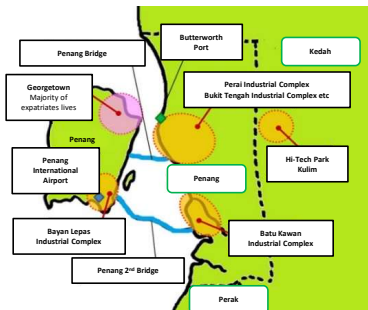 Penang Bridge
Butterworth
Port
Kedah
Georgetown
Majority of
expatriates lives
Perai Industrial Complex
Bukit Tengah Industrial Complex etc
Penang
Hi-Tech Park
Kulim
Penang
International
Airport
Penang
Bayan Lepas
Industrial Complex
Batu Kawan
Industrial Complex
Penang 2nd Bridge
Perak